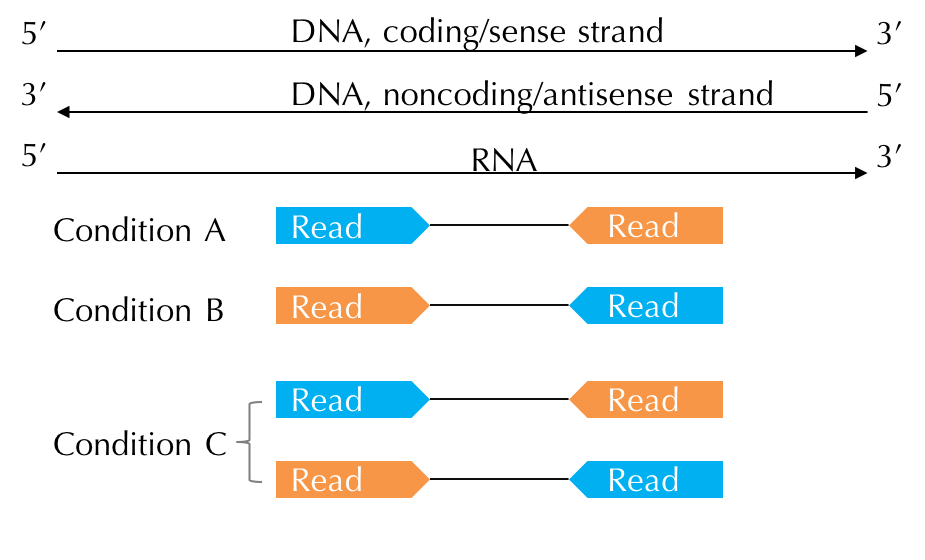 5′ DNA, coding/sense strand 3′
3′ DNA, noncoding/antisense strand 5′
5′ RNA 3′
Condition A Read Read
Condition B Read Read
Read Read
Condition C
Read Read